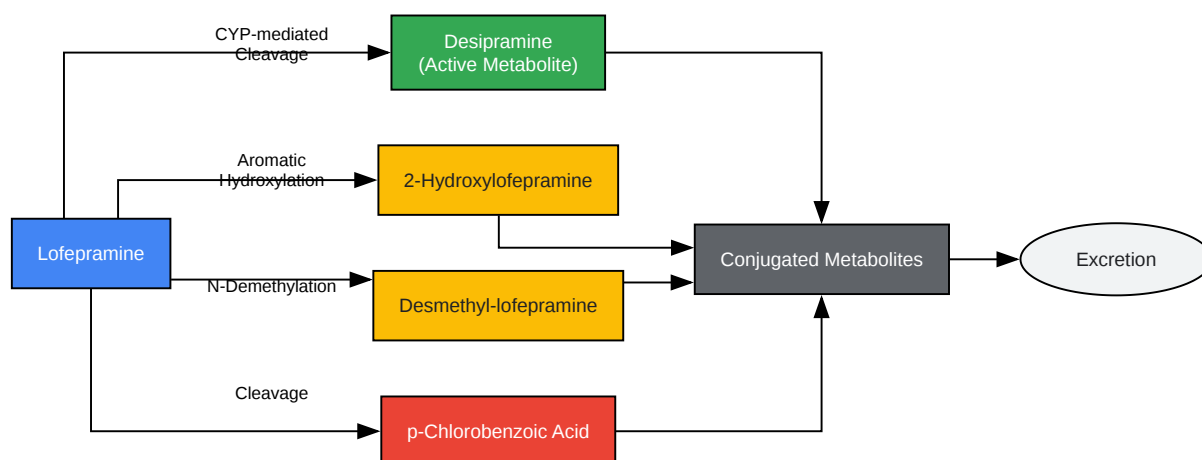 CYP-mediated
Cleavage
Desipramine
(Active Metabolite)
Aromatic
Hydroxylation
2-Hydroxylofepramine
Lofepramine
Conjugated Metabolites
Excretion
N-Demethylation
Desmethyl-lofepramine
Cleavage
p-Chlorobenzoic Acid